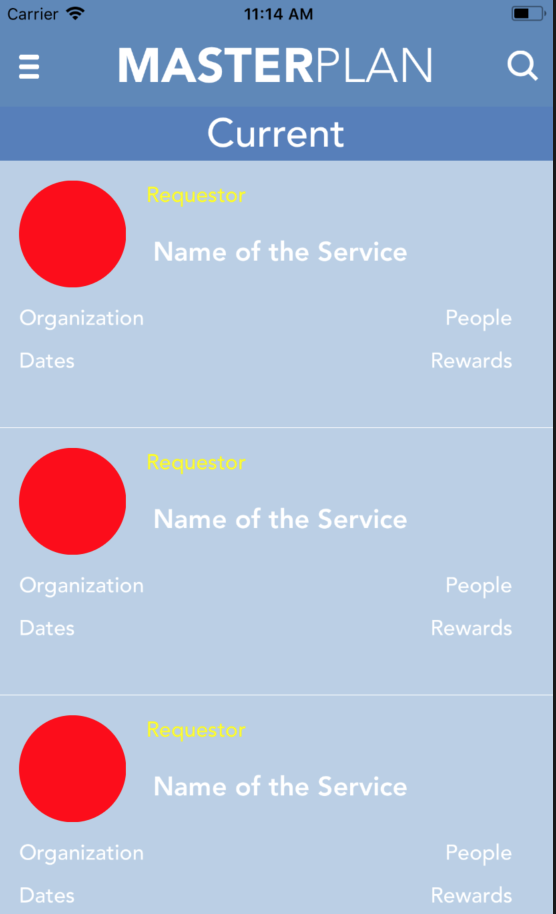 Carrier 11:14 AM
MASTERPLAN
Current
Requestor
Name of the Service
Organization People
Dates Rewards
Requestor
Name of the Service
Organization People
Dates Rewards
Requestor
Name of the Service
Organization People
Dates Rewards